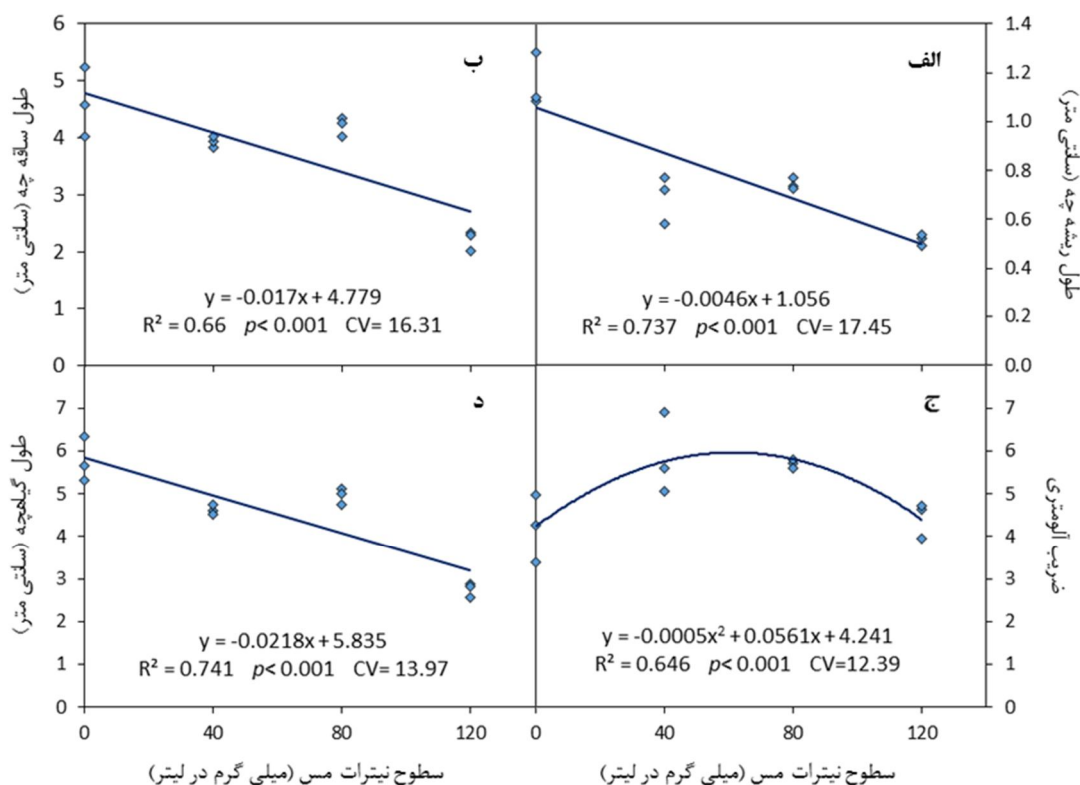 الف
طول ریشه چه (سانتی متر)
1.4
1.2
1.0
0.8
0.6
0.4
0.2
0.0
y = -0.0046x + 1.056
R² = 0.737 p< 0.001 CV= 17.45
ب
طول ساقه چه (سانتی متر)
6
5
4
3
2
1
0
y = -0.017x + 4.779
R² = 0.66 p< 0.001 CV= 16.31
ج
ضریب آلومتری
7
6
5
4
3
2
1
0
y = -0.0005x² + 0.0561x + 4.241
R² = 0.646 p< 0.001 CV=12.39
0 40 80 120
سطوح نیترات مس (میلی گرم در لیتر)
د
طول گیاهچه (سانتی متر)
7
6
5
4
3
2
1
0
y = -0.0218x + 5.835
R² = 0.741 p< 0.001 CV= 13.97
0 40 80 120
سطوح نیترات مس (میلی گرم در لیتر)